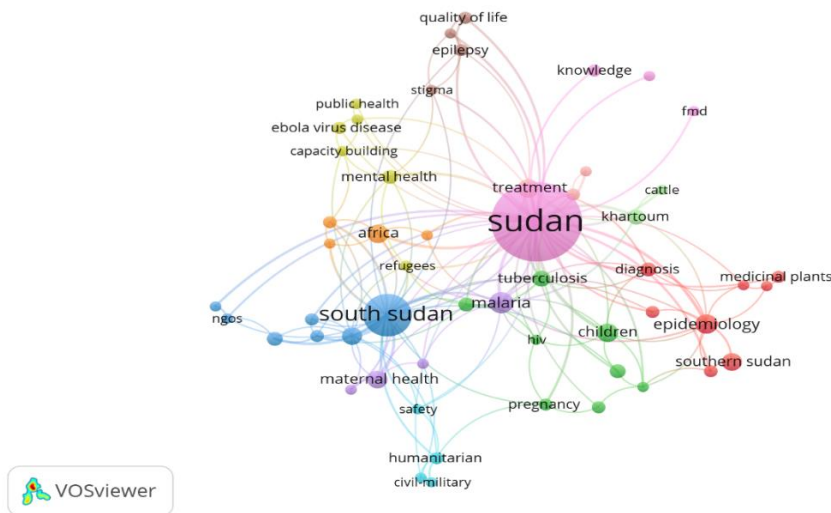 quality of life
epilepsy
knowledge
stigma
public health
fmd
ebola virus disease
capacity building
mental health
treatment
cattle
sudan
khartoum
africa
refugees
diagnosis
tuberculosis
medicinal plants
malaria
south sudan
ngos
epidemiology
children
hiv
southern sudan
maternal health
pregnancy
safety
humanitarian
civil-military
VOSviewer